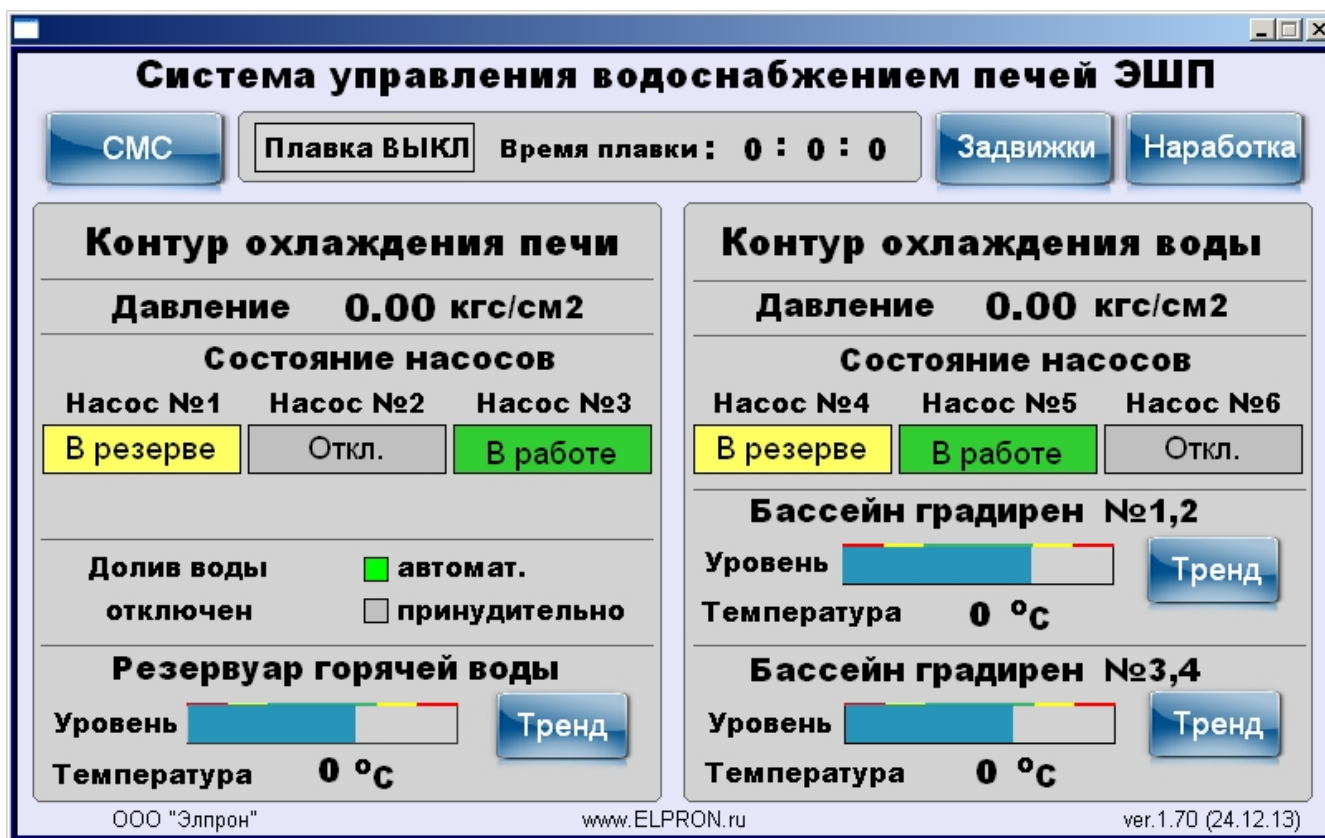 Система управления водоснабжением печей ЭШП
СМС
Плавка ВЫКЛ Время плавки: 0 : 0 : 0
Задвижки
Наработка
Контур охлаждения печи
Давление 0.00 кгс/см2
Состояние насосов
Насос №1 Насос №2 Насос №3
В резерве Откл. В работе
Долив воды автомат.
отключен принудительно
Резервуар горячей воды
Уровень Тренд
Температура 0 °C
Контур охлаждения воды
Давление 0.00 кгс/см2
Состояние насосов
Насос №4 Насос №5 Насос №6
В резерве В работе Откл.
Бассейн градирен №1,2
Уровень Тренд
Температура 0 °C
Бассейн градирен №3,4
Уровень Тренд
Температура 0 °C
ООО "Элпрон" www.ELPRON.ru ver.1.70 (24.12.13)